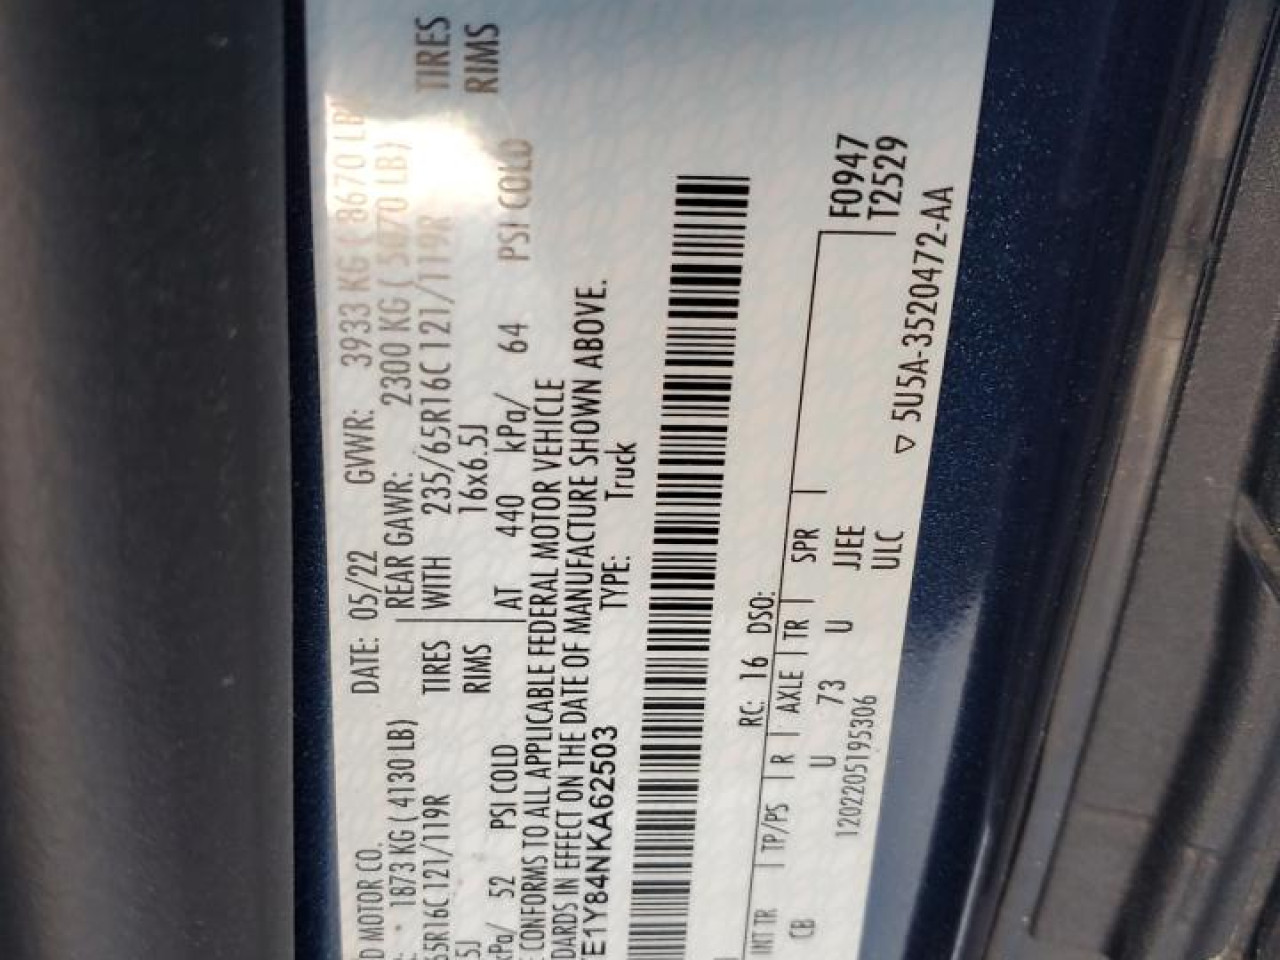 D MOTOR CO. DATE: 05/22 GVWR: 3933 KG ( 8670 LB
1873 KG ( 4130 LB) REAR GAWR: 2300 KG ( 5070 LB)
5R16C 121/119R TIRES WITH 235/65R16C 121/119R TIRES
5J RIMS 16x6.5J RIMS
kPa/ 52 PSI COLD AT 440 kPa/ 64 PSI COLD
CONFORMS TO ALL APPLICABLE FEDERAL MOTOR VEHICLE
DARDS IN EFFECT ON THE DATE OF MANUFACTURE SHOWN ABOVE.
E1Y84NKA62503 TYPE: Truck
RC: 16 DSO:
INT TR TP/PS R AXLE TR SPR F0947
CB U 73 U JJEE T2529
1202205195306 ULC
▽ 5U5A-3520472-AA